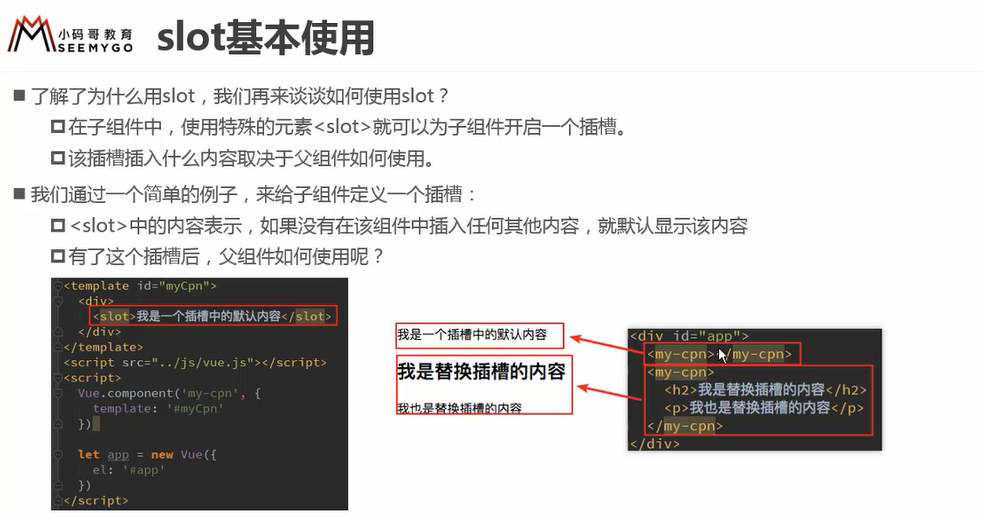 小码哥教育
SEEMYGO
slot基本使用
了解了为什么用slot，我们再来谈谈如何使用slot？
在子组件中，使用特殊的元素<slot>就可以为子组件开启一个插槽。
该插槽插入什么内容取决于父组件如何使用。
我们通过一个简单的例子，来给子组件定义一个插槽：
<slot>中的内容表示，如果没有在该组件中插入任何其他内容，就默认显示该内容
有了这个插槽后，父组件如何使用呢？
<template id="myCpn">
<div>
<slot>我是一个插槽中的默认内容</slot>
</div>
</template>
<script src="../js/vue.js"></script>
<script>
Vue.component('my-cpn', {
template: '#myCpn'
})
let app = new Vue({
el: '#app'
})
</script>
我是一个插槽中的默认内容
我是替换插槽的内容
我也是替换插槽的内容
<div id="app">
<my-cpn></my-cpn>
<my-cpn>
<h2>我是替换插槽的内容</h2>
<p>我也是替换插槽的内容</p>
</my-cpn>
</div>